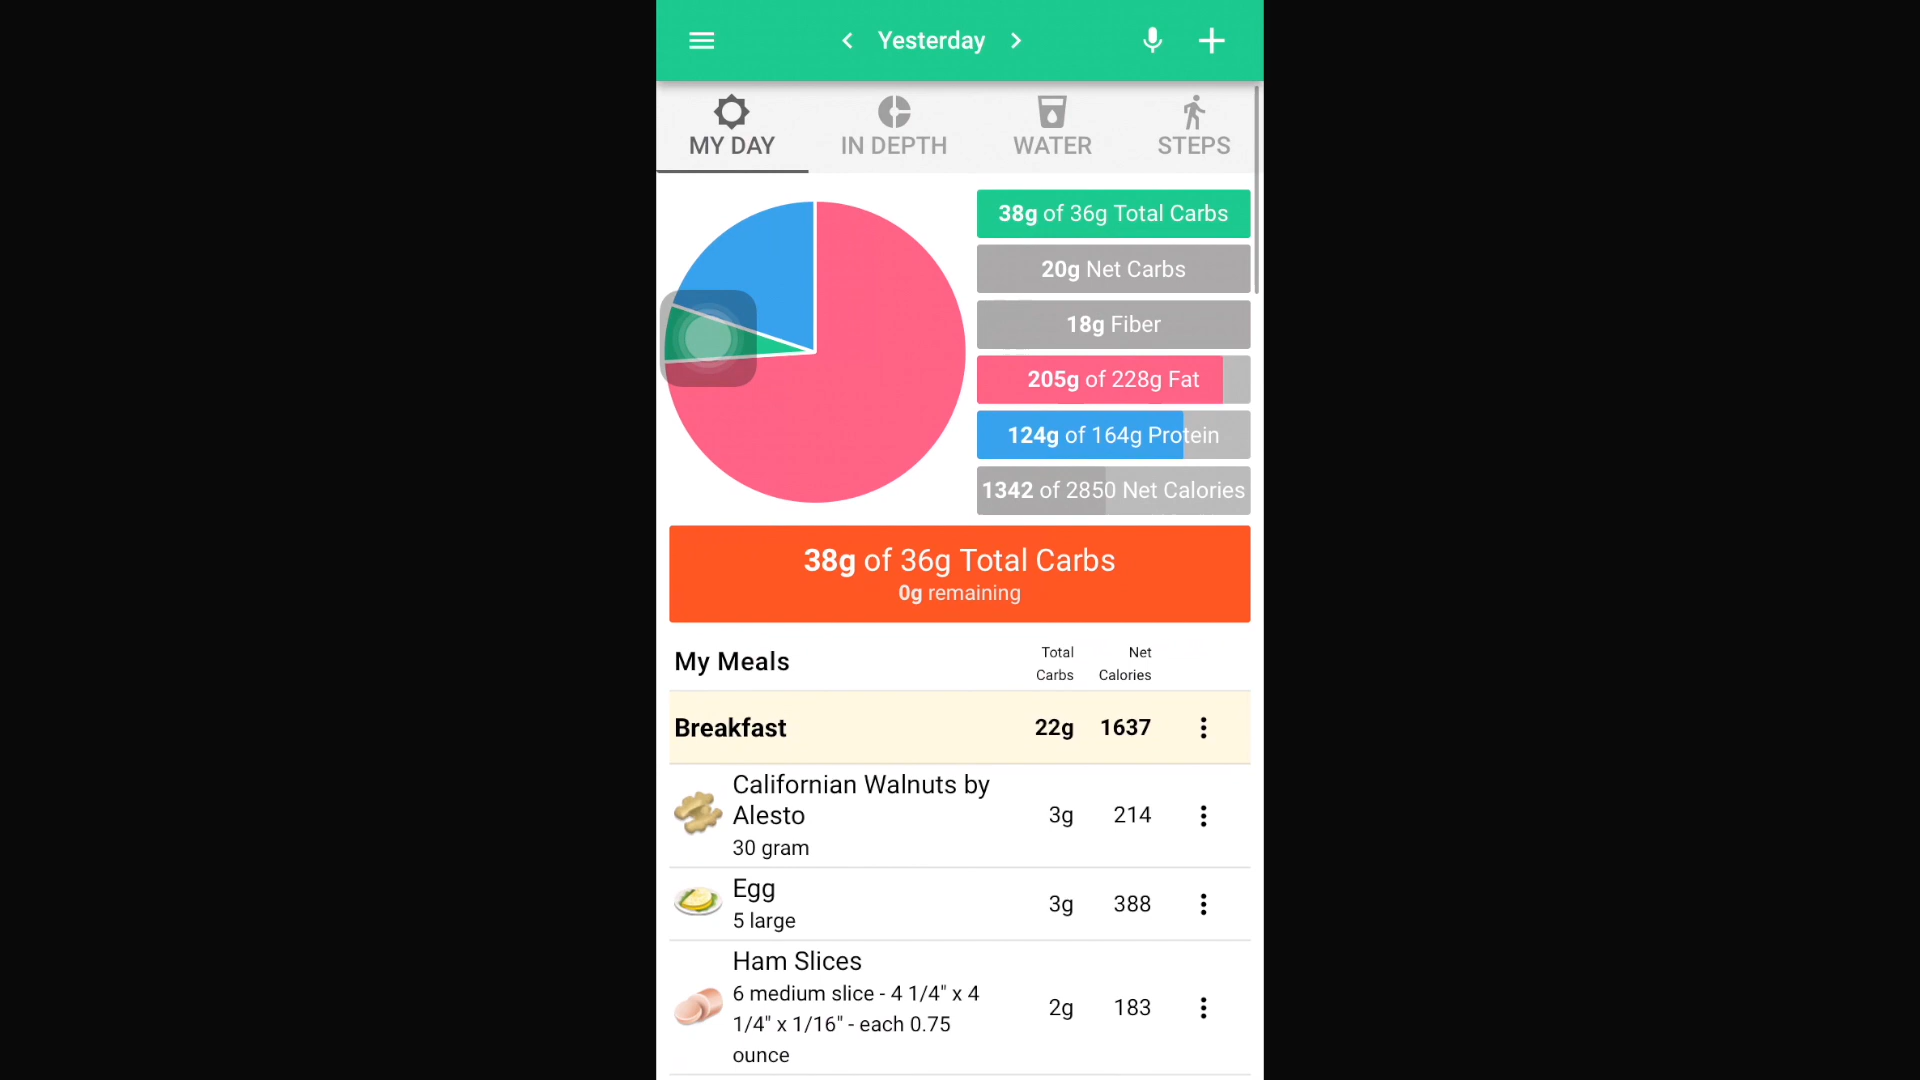 Yesterday
MY DAY
IN DEPTH
WATER
STEPS
38g of 36g Total Carbs
20g Net Carbs
18g Fiber
205g of 228g Fat
124g of 164g Protein
1342 of 2850 Net Calories
38g of 36g Total Carbs
0g remaining
My Meals
Total
Carbs
Net
Calories
Breakfast 22g 1637
Californian Walnuts by
Alesto
30 gram
3g 214
Egg
5 large
3g 388
Ham Slices
6 medium slice - 4 1/4" x 4
1/4" x 1/16" - each 0.75
ounce
2g 183